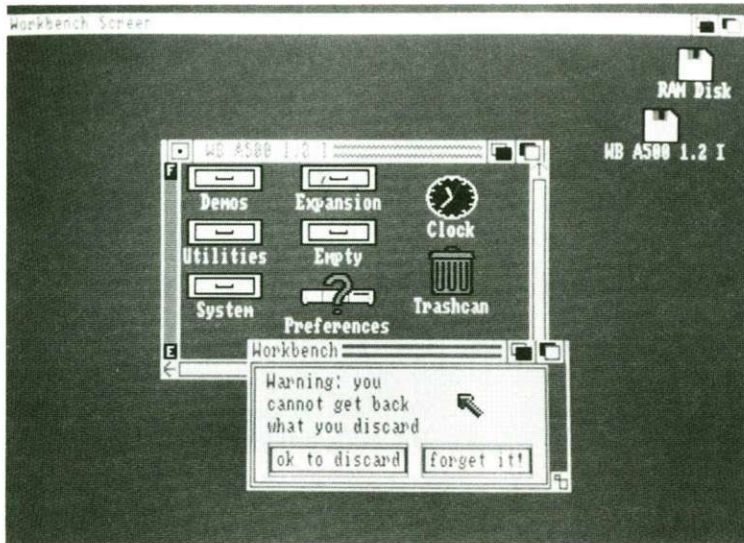 Workbench Screen
RAM Disk
WB A500 1.2 I
WB A500 1.2 I
F
Demos
Expansion
Clock
Utilities
Empty
System
Preferences
Trashcan
E
Workbench
Warning: you
cannot get back
what you discard
ok to discard
forget it!